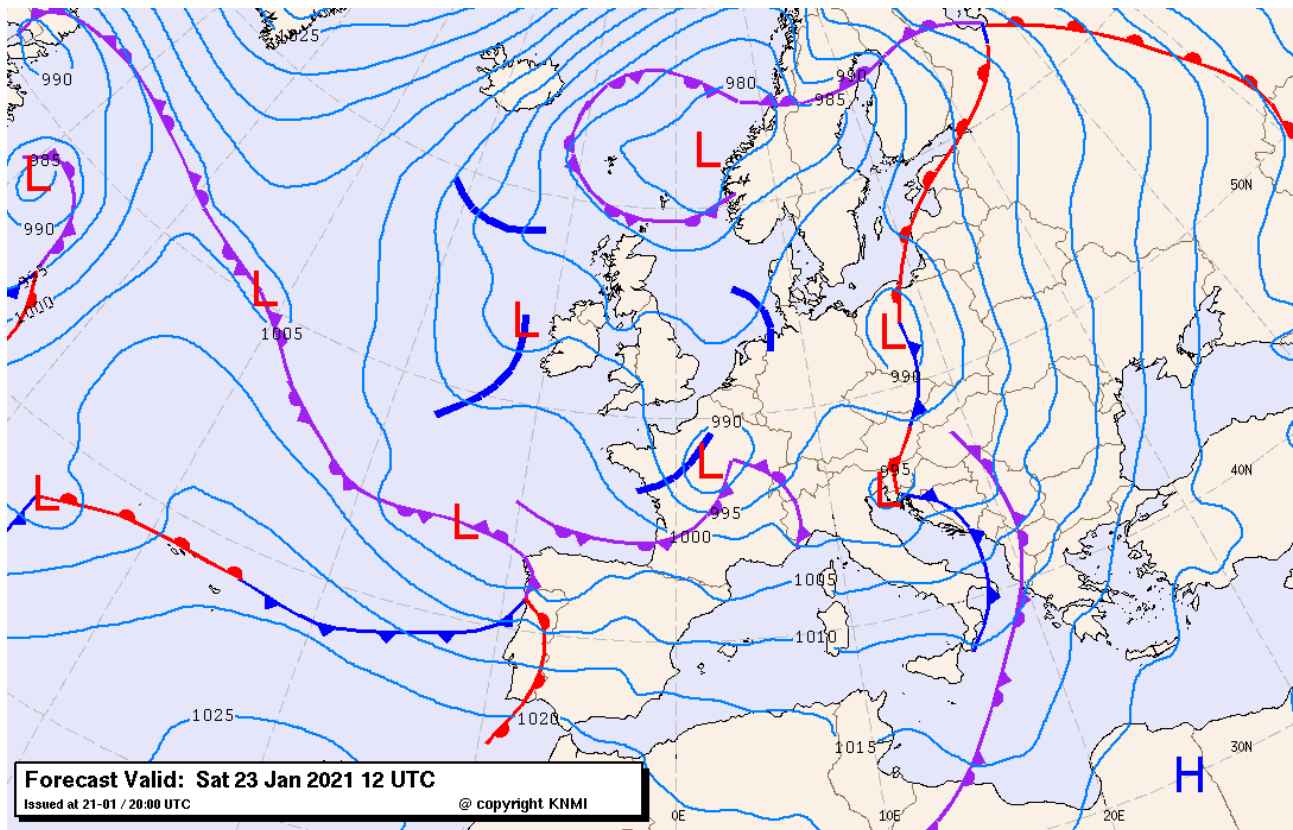 1025
990
980
990
985
985
L
L
50N
990
995
1000
L
1005
L
L
990
990
L
995
L
40N
L
L
995
1000
1005
1010
1025
1020
1015
30N
H
0E
10E
20E
Forecast Valid: Sat 23 Jan 2021 12 UTC
Issued at 21-01 / 20:00 UTC
@ copyright KNMI